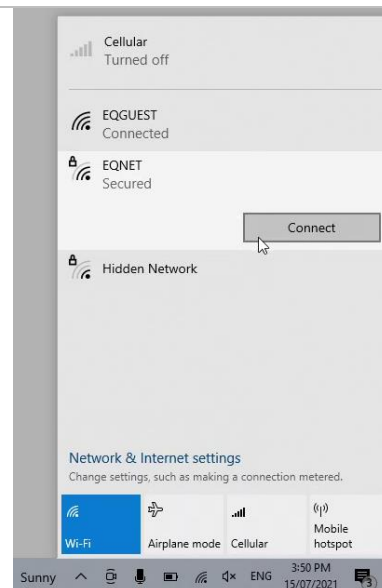 Cellular
Turned off
EQGUEST
Connected
EQNET
Secured
Connect
Hidden Network
Network & Internet settings
Change settings, such as making a connection metered.
Wi-Fi
Airplane mode
Cellular
Mobile
hotspot
Sunny
ENG
3:50 PM
15/07/2021
3